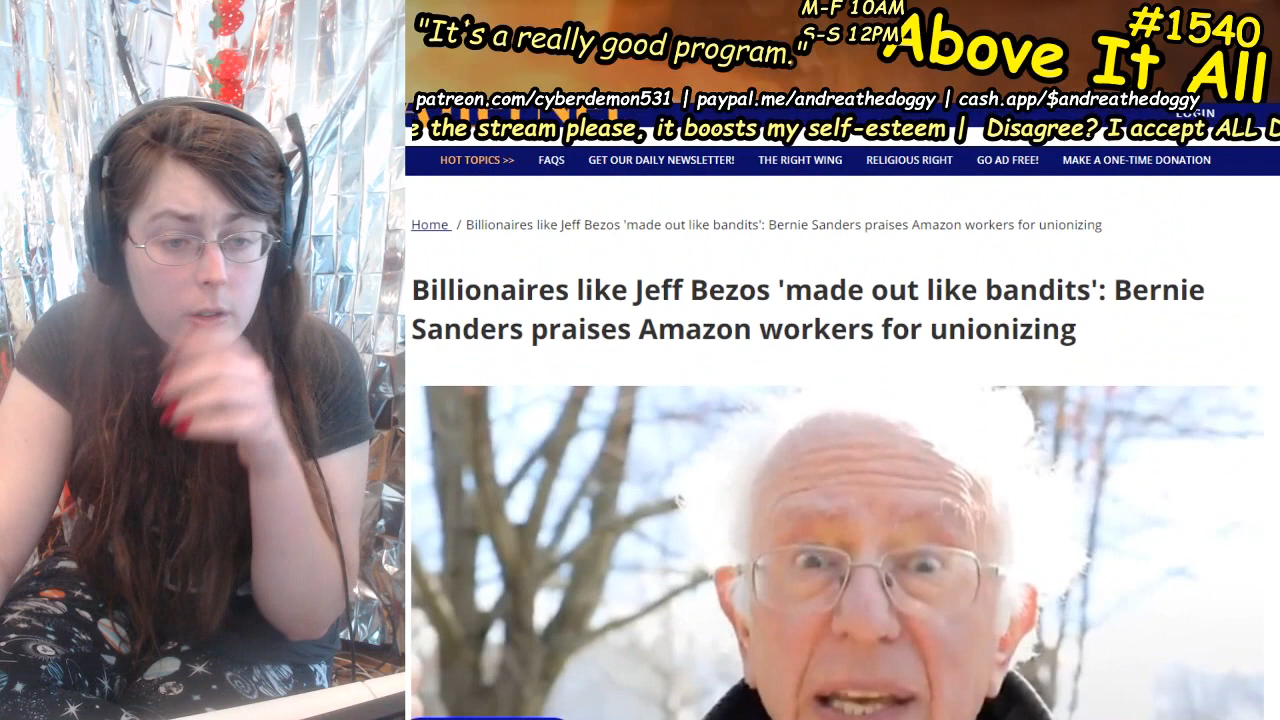 "It's a really good program."
M-F 10AM
S-S 12PM
Above It All
#1540
patreon.com/cyberdemon531 | paypal.me/andreathedoggy | cash.app/$andreathedoggy
LOGIN
e the stream please, it boosts my self-esteem | Disagree? I accept ALL D
HOT TOPICS >> FAQS GET OUR DAILY NEWSLETTER! THE RIGHT WING RELIGIOUS RIGHT GO AD FREE! MAKE A ONE-TIME DONATION
Home / Billionaires like Jeff Bezos 'made out like bandits': Bernie Sanders praises Amazon workers for unionizing
Billionaires like Jeff Bezos 'made out like bandits': Bernie
Sanders praises Amazon workers for unionizing